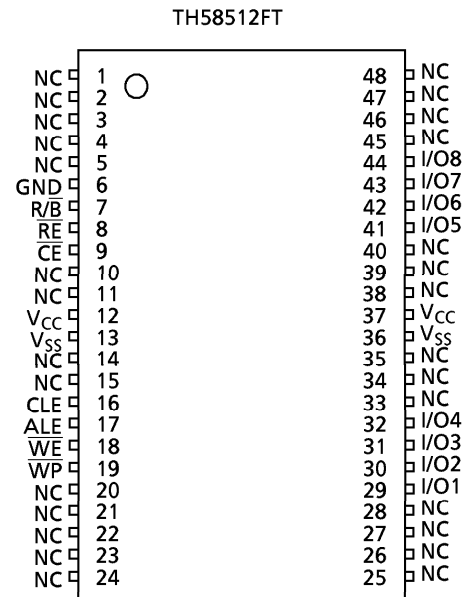 TH58512FT
NC 1 48 NC
NC 2 47 NC
NC 3 46 NC
NC 4 45 NC
NC 5 44 I/O8
GND 6 43 I/O7
R/B̅ 7 42 I/O6
R̅E̅ 8 41 I/O5
C̅E̅ 9 40 NC
NC 10 39 NC
NC 11 38 NC
VCC 12 37 VCC
VSS 13 36 VSS
NC 14 35 NC
NC 15 34 NC
CLE 16 33 NC
ALE 17 32 I/O4
W̅E̅ 18 31 I/O3
W̅P̅ 19 30 I/O2
NC 20 29 I/O1
NC 21 28 NC
NC 22 27 NC
NC 23 26 NC
NC 24 25 NC